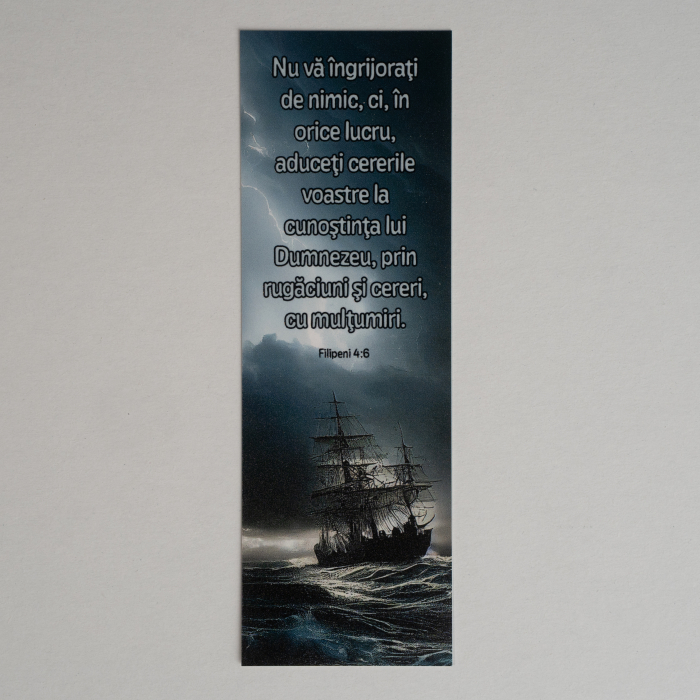 Nu vă îngrijoraţi
de nimic, ci, în
orice lucru,
aduceţi cererile
voastre la
cunoştinţa lui
Dumnezeu, prin
rugăciuni şi cereri,
cu mulţumiri.
Filipeni 4:6